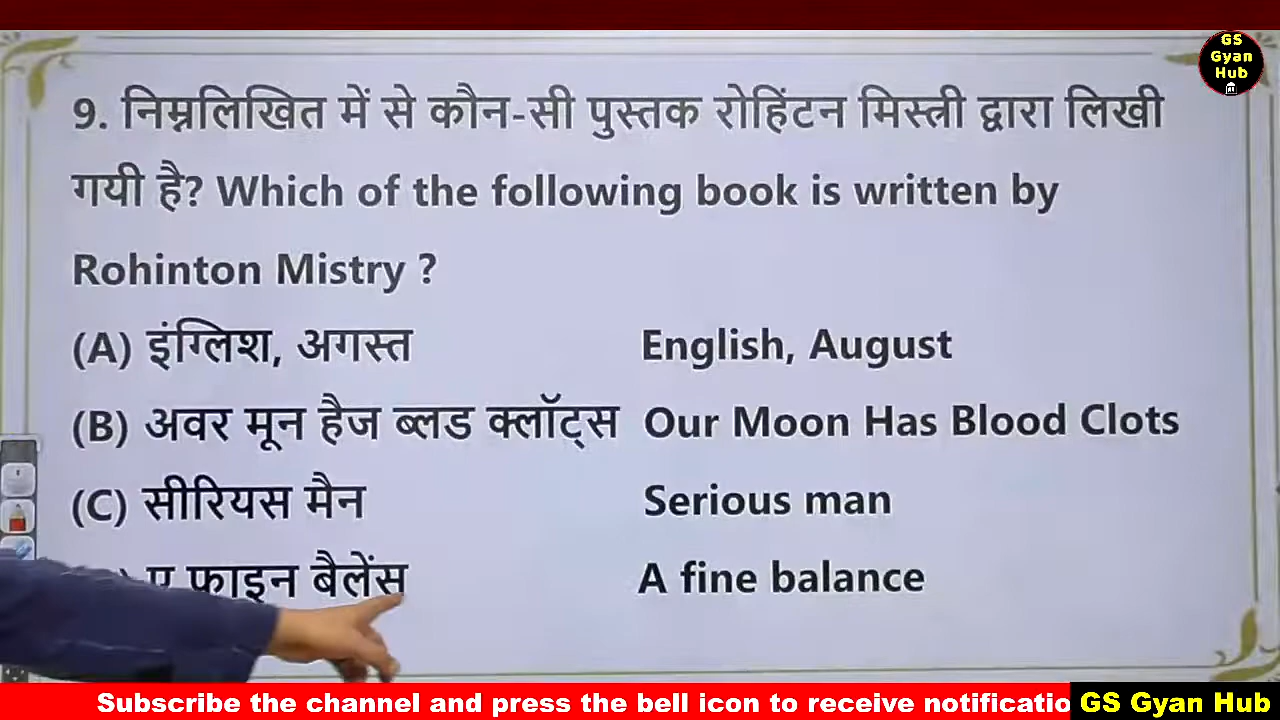 GS
Gyan
Hub
9. निम्नलिखित में से कौन-सी पुस्तक रोहिंटन मिस्त्री द्वारा लिखी
गयी है? Which of the following book is written by
Rohinton Mistry ?
(A) इंग्लिश, अगस्त English, August
(B) अवर मून हैज ब्लड क्लॉट्स Our Moon Has Blood Clots
(C) सीरियस मैन Serious man
) ए फाइन बैलेंस A fine balance
Subscribe the channel and press the bell icon to receive notificatio GS Gyan Hub